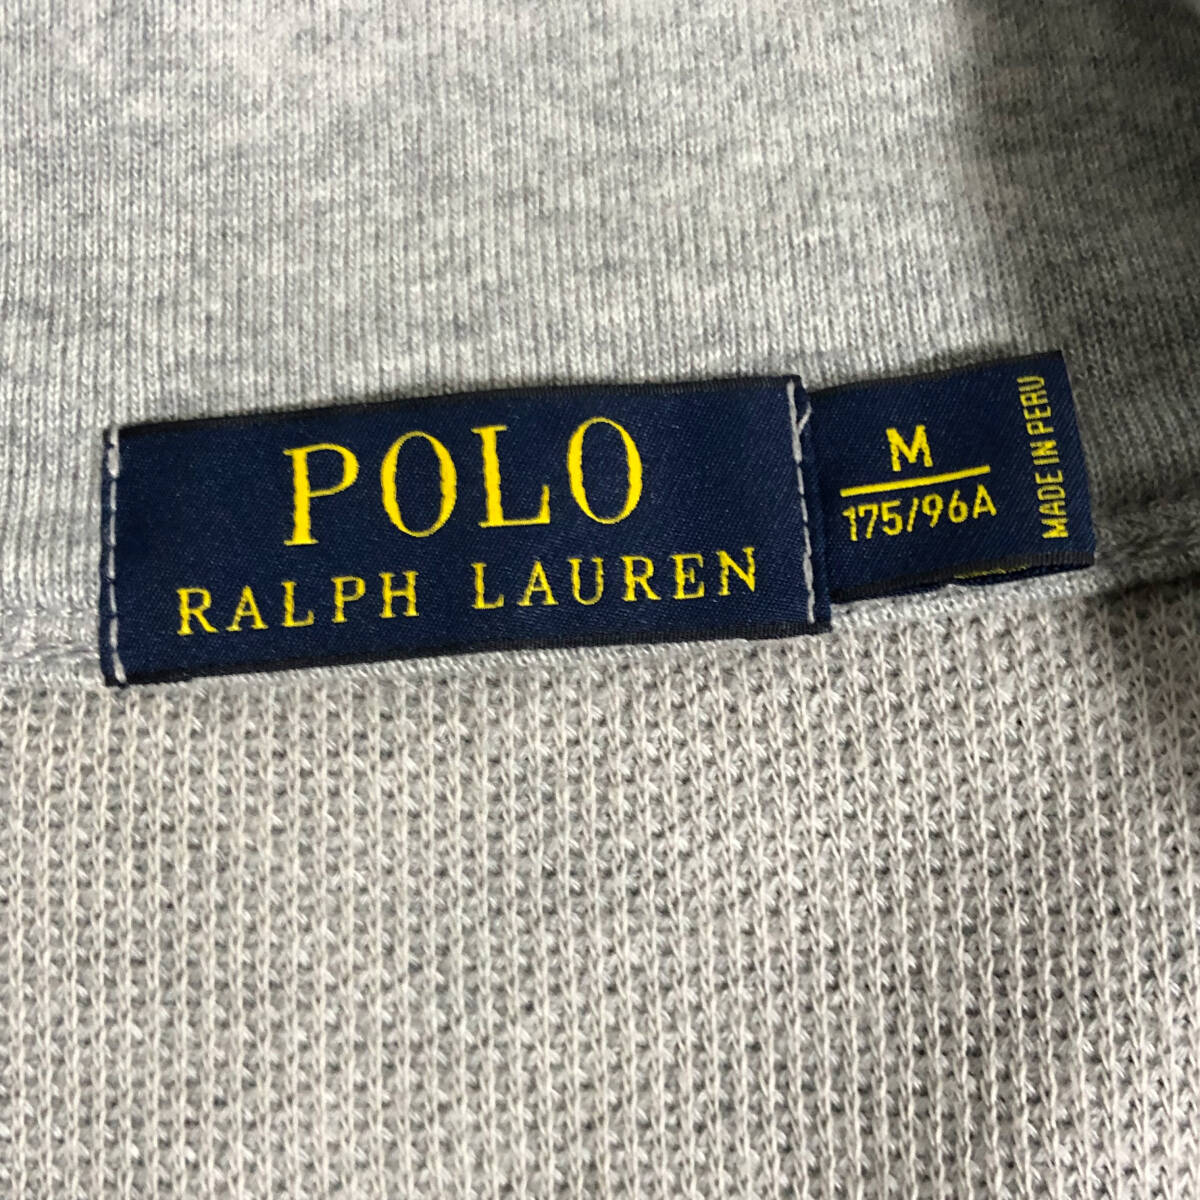 POLO
RALPH LAUREN
M
175/96A
MADE IN PERU